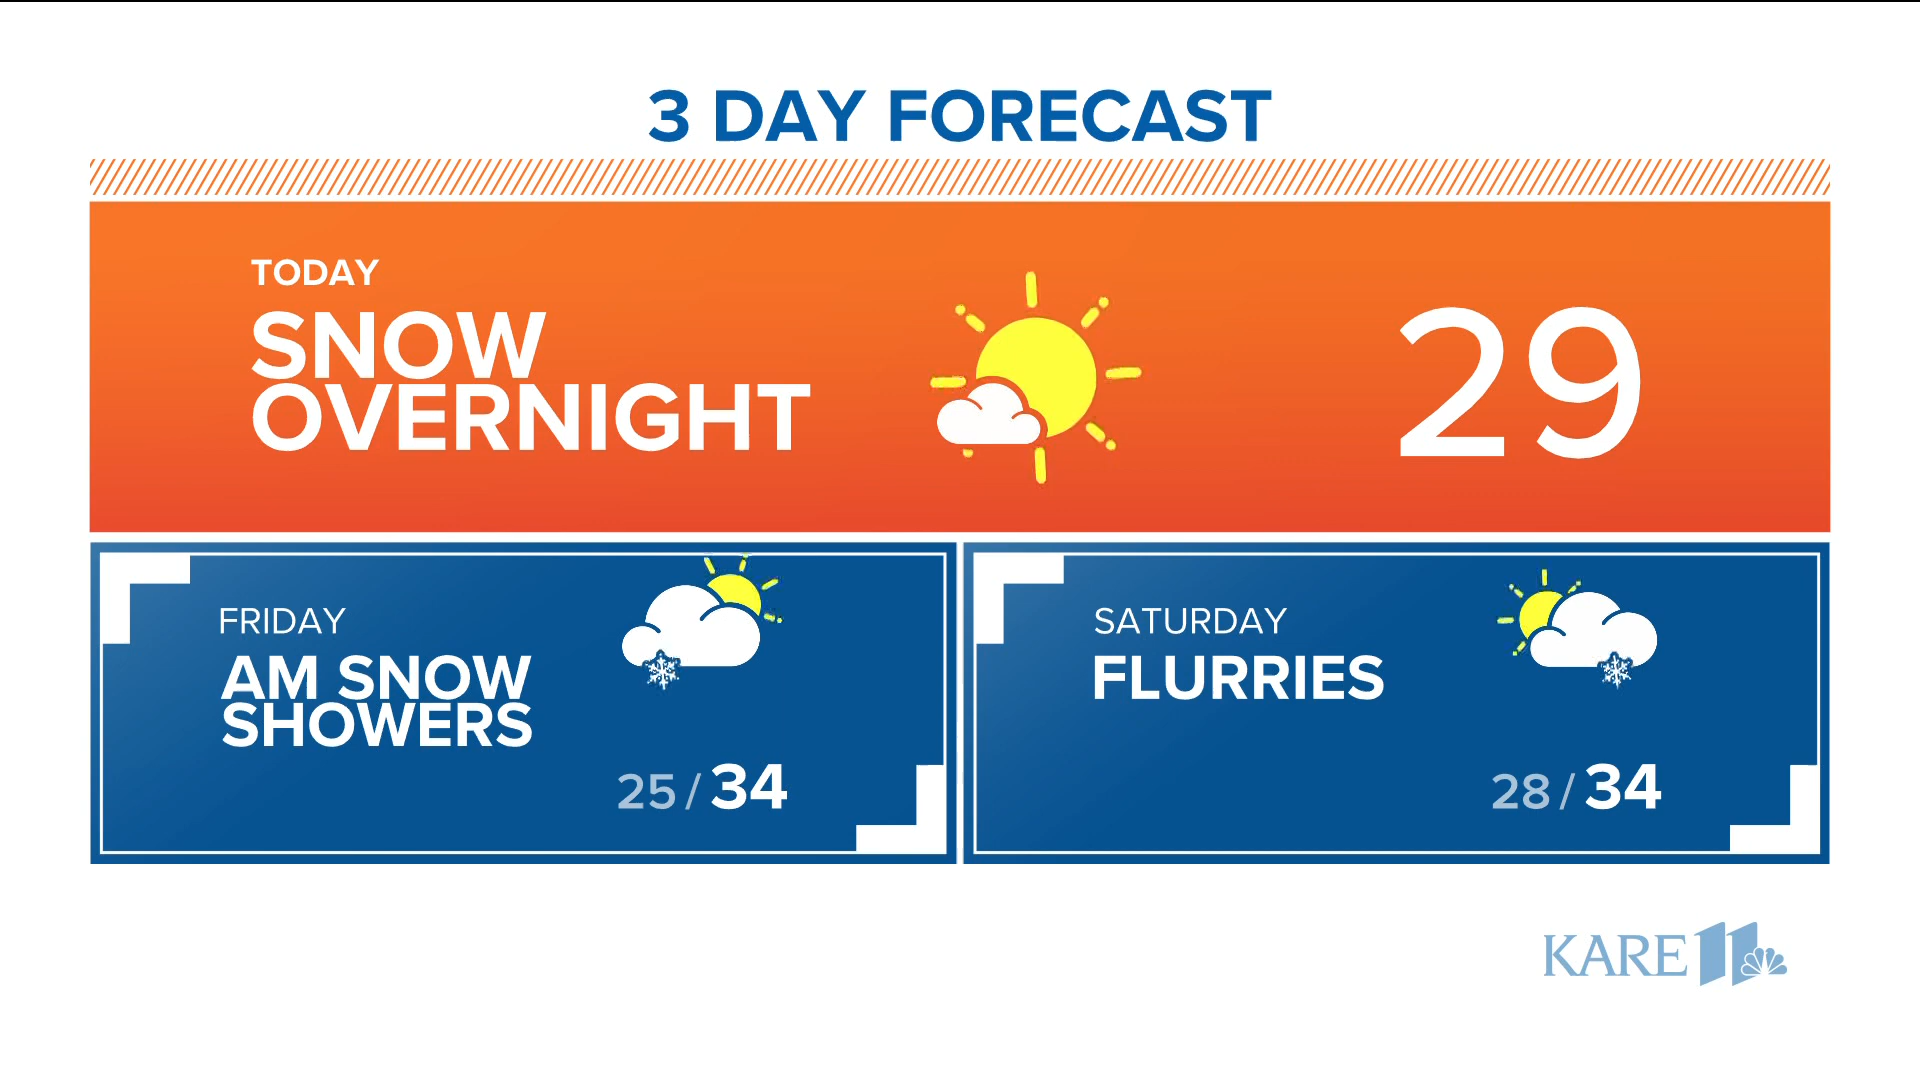 3 DAY FORECAST
TODAY
SNOW
OVERNIGHT
29
FRIDAY
AM SNOW
SHOWERS
25 / 34
SATURDAY
FLURRIES
28 / 34
KARE 11